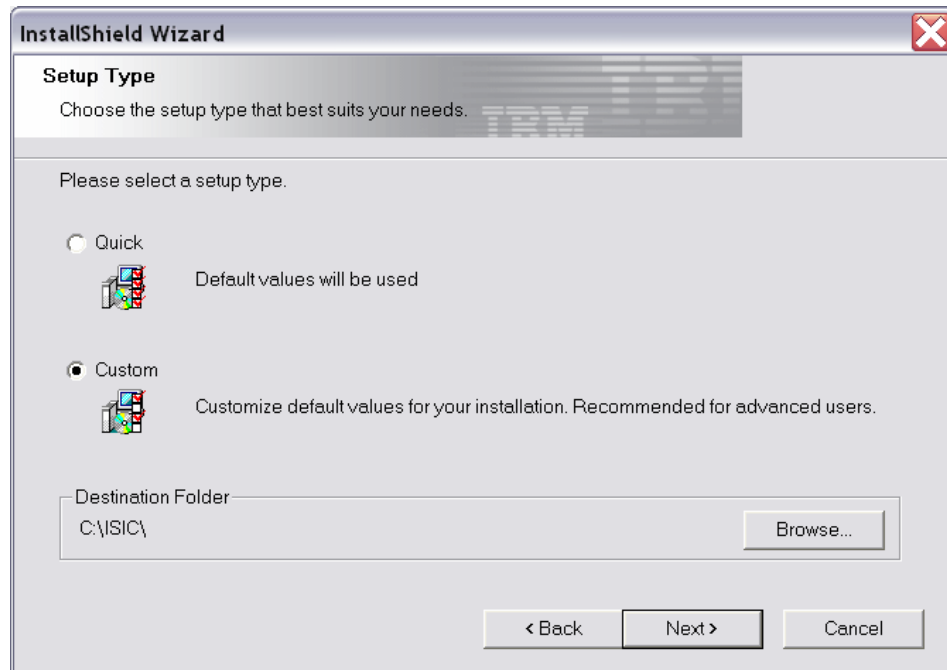 InstallShield Wizard
Setup Type
Choose the setup type that best suits your needs.
TRM
Please select a setup type.
Quick
Default values will be used
Custom
Customize default values for your installation. Recommended for advanced users.
Destination Folder
C:\ISIC\
Browse...
< Back
Next >
Cancel